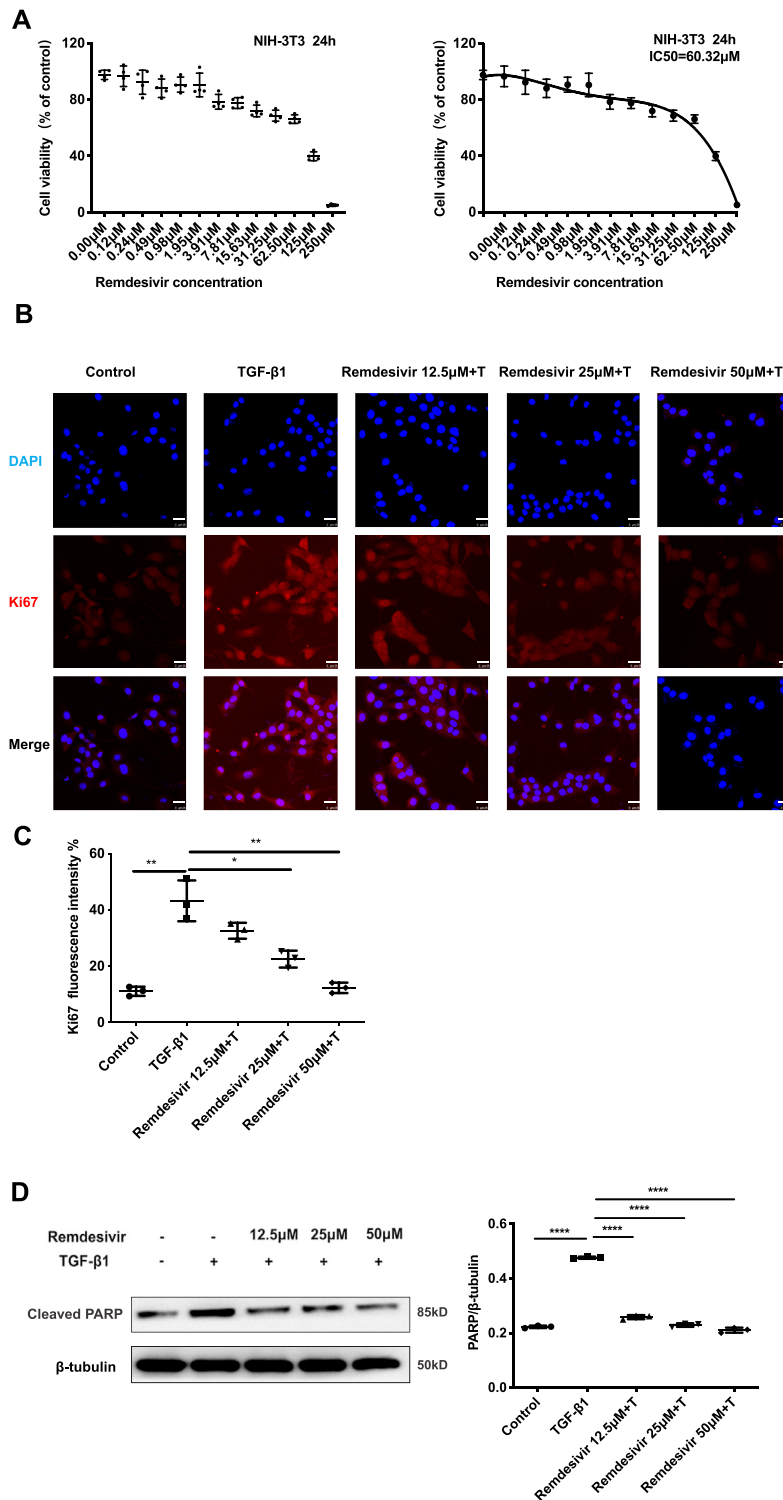 A
NIH-3T3 24h
Cell viability (% of control)
120
80
40
0
0.00μM
0.12μM
0.24μM
0.49μM
0.98μM
1.95μM
3.91μM
7.81μM
15.63μM
31.25μM
62.50μM
125μM
250μM
Remdesivir concentration
NIH-3T3 24h
IC50=60.32μM
Cell viability (% of control)
120
80
40
0
0.00μM
0.12μM
0.24μM
0.49μM
0.98μM
1.95μM
3.91μM
7.81μM
15.63μM
31.25μM
62.50μM
125μM
250μM
Remdesivir concentration
B
Control TGF-β1 Remdesivir 12.5μM+T Remdesivir 25μM+T Remdesivir 50μM+T
DAPI
Ki67
Merge
C
Ki67 fluorescence intensity %
60
40
20
0
**
*
**
Control
TGF-β1
Remdesivir 12.5μM+T
Remdesivir 25μM+T
Remdesivir 50μM+T
D
Remdesivir - - 12.5μM 25μM 50μM
TGF-β1 - + + + +
Cleaved PARP 85kD
β-tubulin 50kD
PARP/β-tubulin
0.6
0.4
0.2
0.0
****
****
****
****
Control
TGF-β1
Remdesivir 12.5μM+T
Remdesivir 25μM+T
Remdesivir 50μM+T